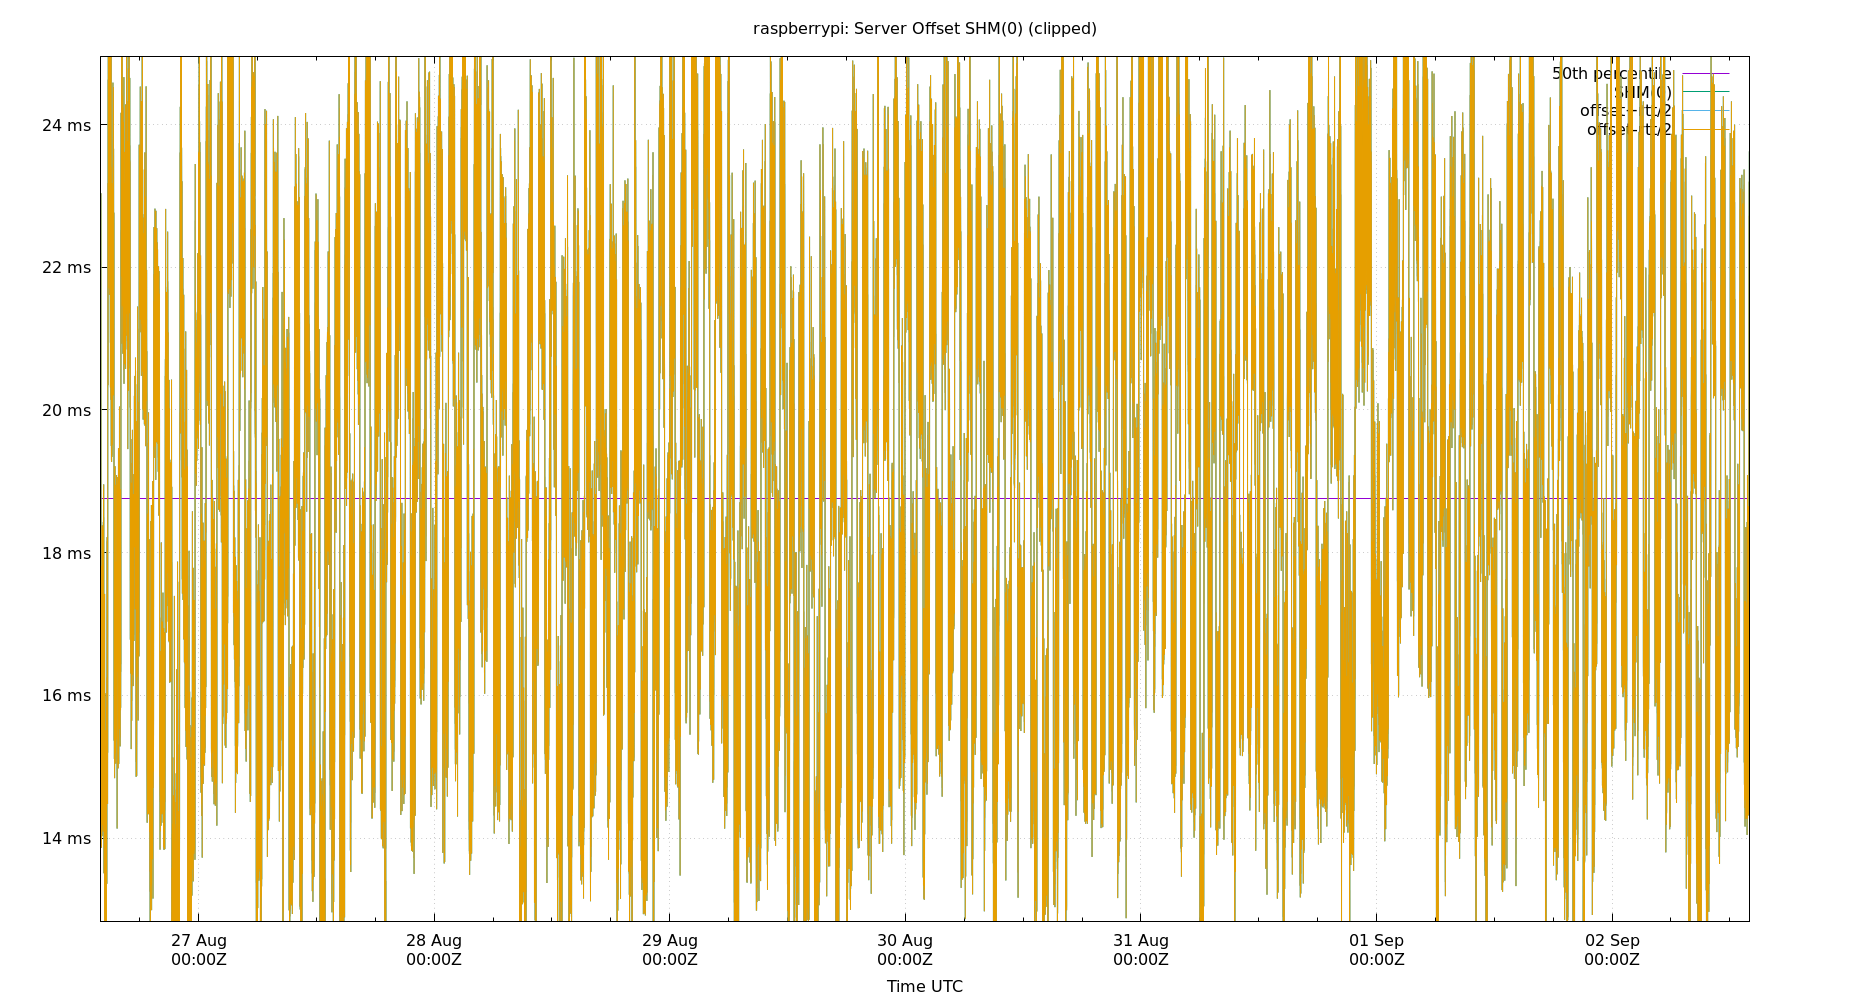 raspberrypi: Server Offset SHM(0) (clipped)
50th percentile
SHM(0)
offset+rtt/2
offset-rtt/2
24 ms
22 ms
20 ms
18 ms
16 ms
14 ms
27 Aug
00:00Z
28 Aug
00:00Z
29 Aug
00:00Z
30 Aug
00:00Z
31 Aug
00:00Z
01 Sep
00:00Z
02 Sep
00:00Z
Time UTC